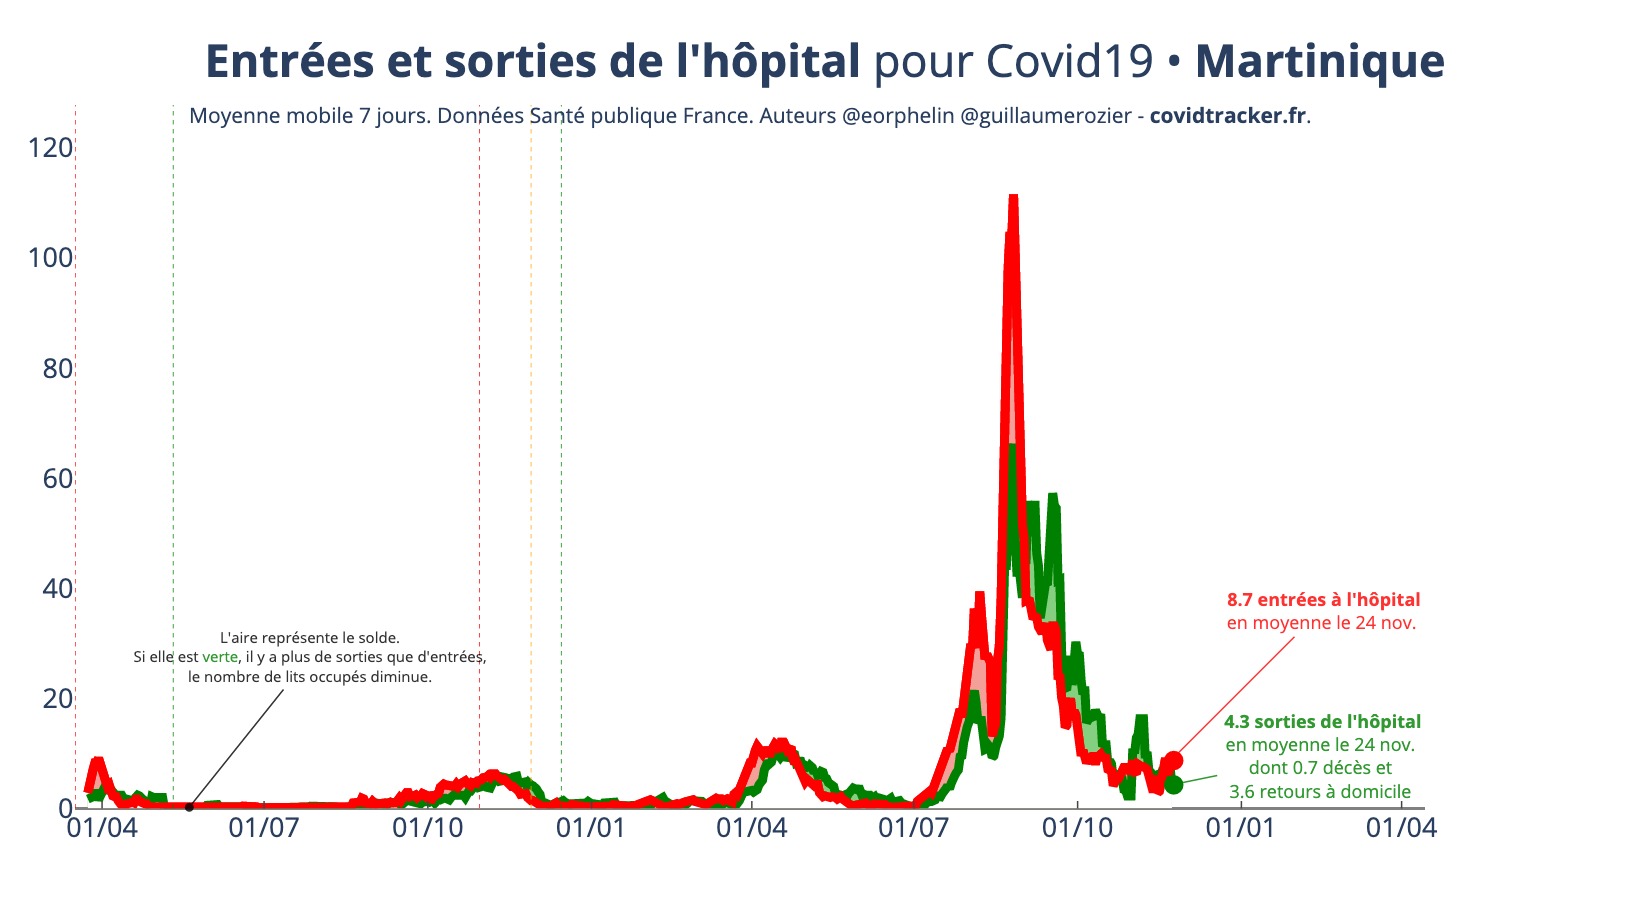 Entrées et sorties de l'hôpital pour Covid19 • Martinique
Moyenne mobile 7 jours. Données Santé publique France. Auteurs @eorphelin @guillaumerozier - covidtracker.fr.
120
100
80
60
40
20
0
L'aire représente le solde.
Si elle est verte, il y a plus de sorties que d'entrées,
le nombre de lits occupés diminue.
8.7 entrées à l'hôpital
en moyenne le 24 nov.
4.3 sorties de l'hôpital
en moyenne le 24 nov.
dont 0.7 décès et
3.6 retours à domicile
01/04 01/07 01/10 01/01 01/04 01/07 01/10 01/01 01/04